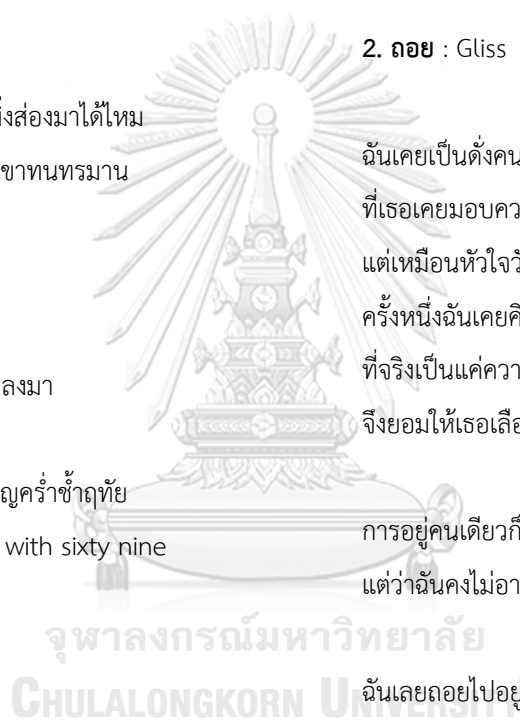 ส่องมาได้ไหม
เขาทนทรมาน
ลงมา
คร่ำช้ำฤทัย
with sixty nine
2. ถอย : Gliss
ฉันเคยเป็นดั่งคน
ที่เธอเคยมอบคว
แต่เหมือนหัวใจวั
ครั้งหนึ่งฉันเคยคิ
ที่จริงเป็นแค่ควา
จึงยอมให้เธอเลือ
การอยู่คนเดียวก็
แต่ว่าฉันคงไม่อา
ฉันเลยถอยไปอยู่
จุฬาลงกรณ์มหาวิทยาลัย
CHULALONGKORN UNIVERSITY